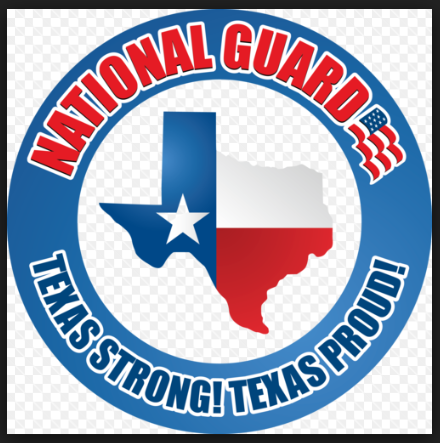 NATIONAL GUARD
TEXAS STRONG! TEXAS PROUD!